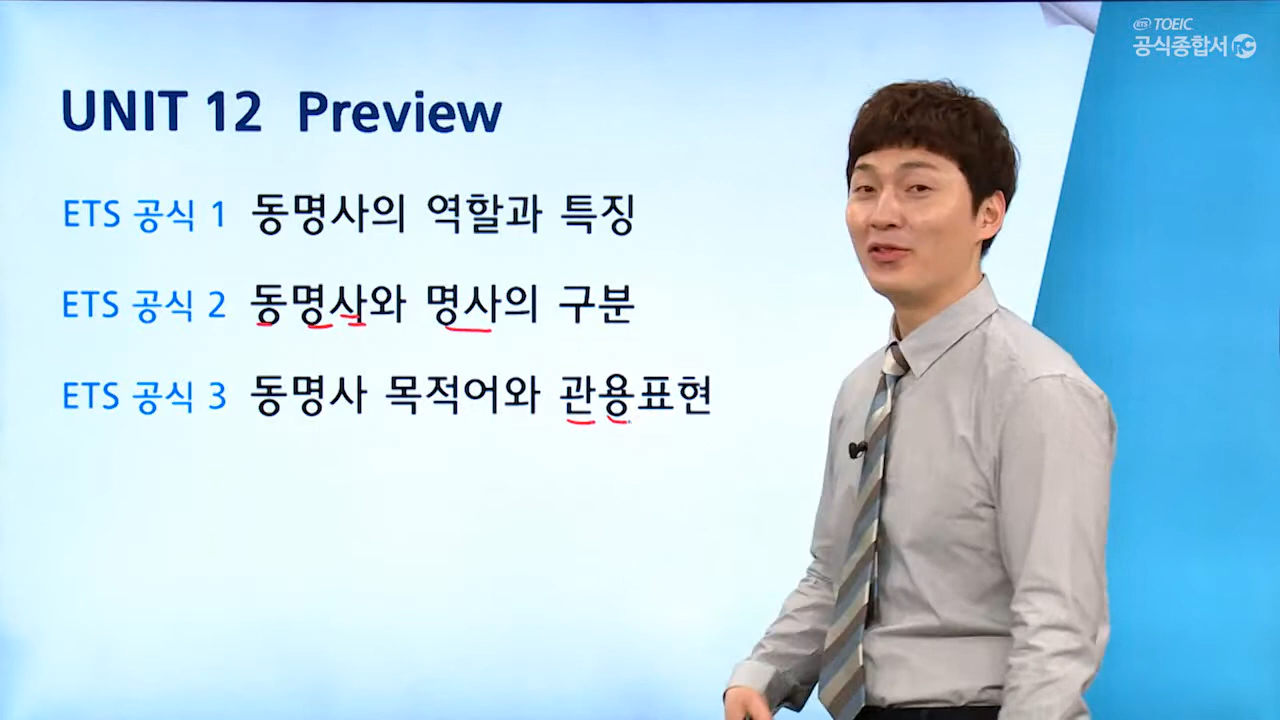 ETS TOEIC
공식종합서 RC
UNIT 12 Preview
ETS 공식 1 동명사의 역할과 특징
ETS 공식 2 동명사와 명사의 구분
ETS 공식 3 동명사 목적어와 관용표현